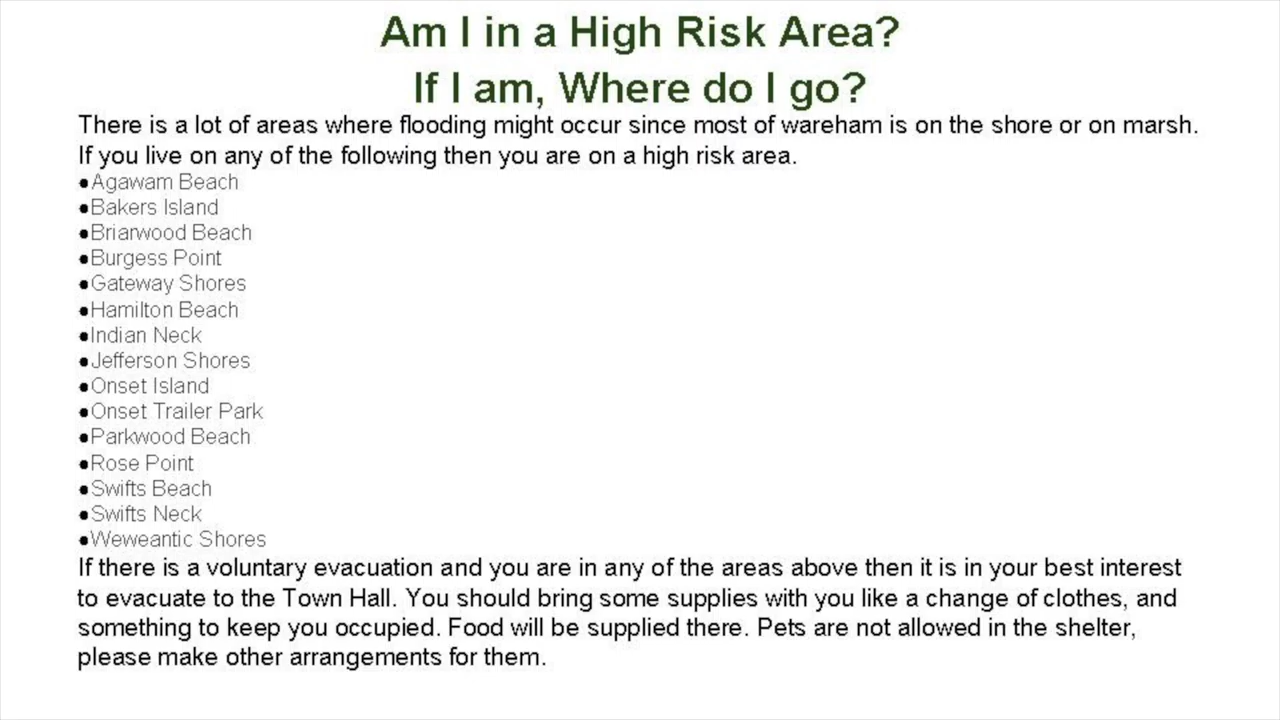 Am I in a High Risk Area?
If I am, Where do I go?
There is a lot of areas where flooding might occur since most of wareham is on the shore or on marsh.
If you live on any of the following then you are on a high risk area.
●Agawam Beach
●Bakers Island
●Briarwood Beach
●Burgess Point
●Gateway Shores
●Hamilton Beach
●Indian Neck
●Jefferson Shores
●Onset Island
●Onset Trailer Park
●Parkwood Beach
●Rose Point
●Swifts Beach
●Swifts Neck
●Weweantic Shores
If there is a voluntary evacuation and you are in any of the areas above then it is in your best interest
to evacuate to the Town Hall. You should bring some supplies with you like a change of clothes, and
something to keep you occupied. Food will be supplied there. Pets are not allowed in the shelter,
please make other arrangements for them.